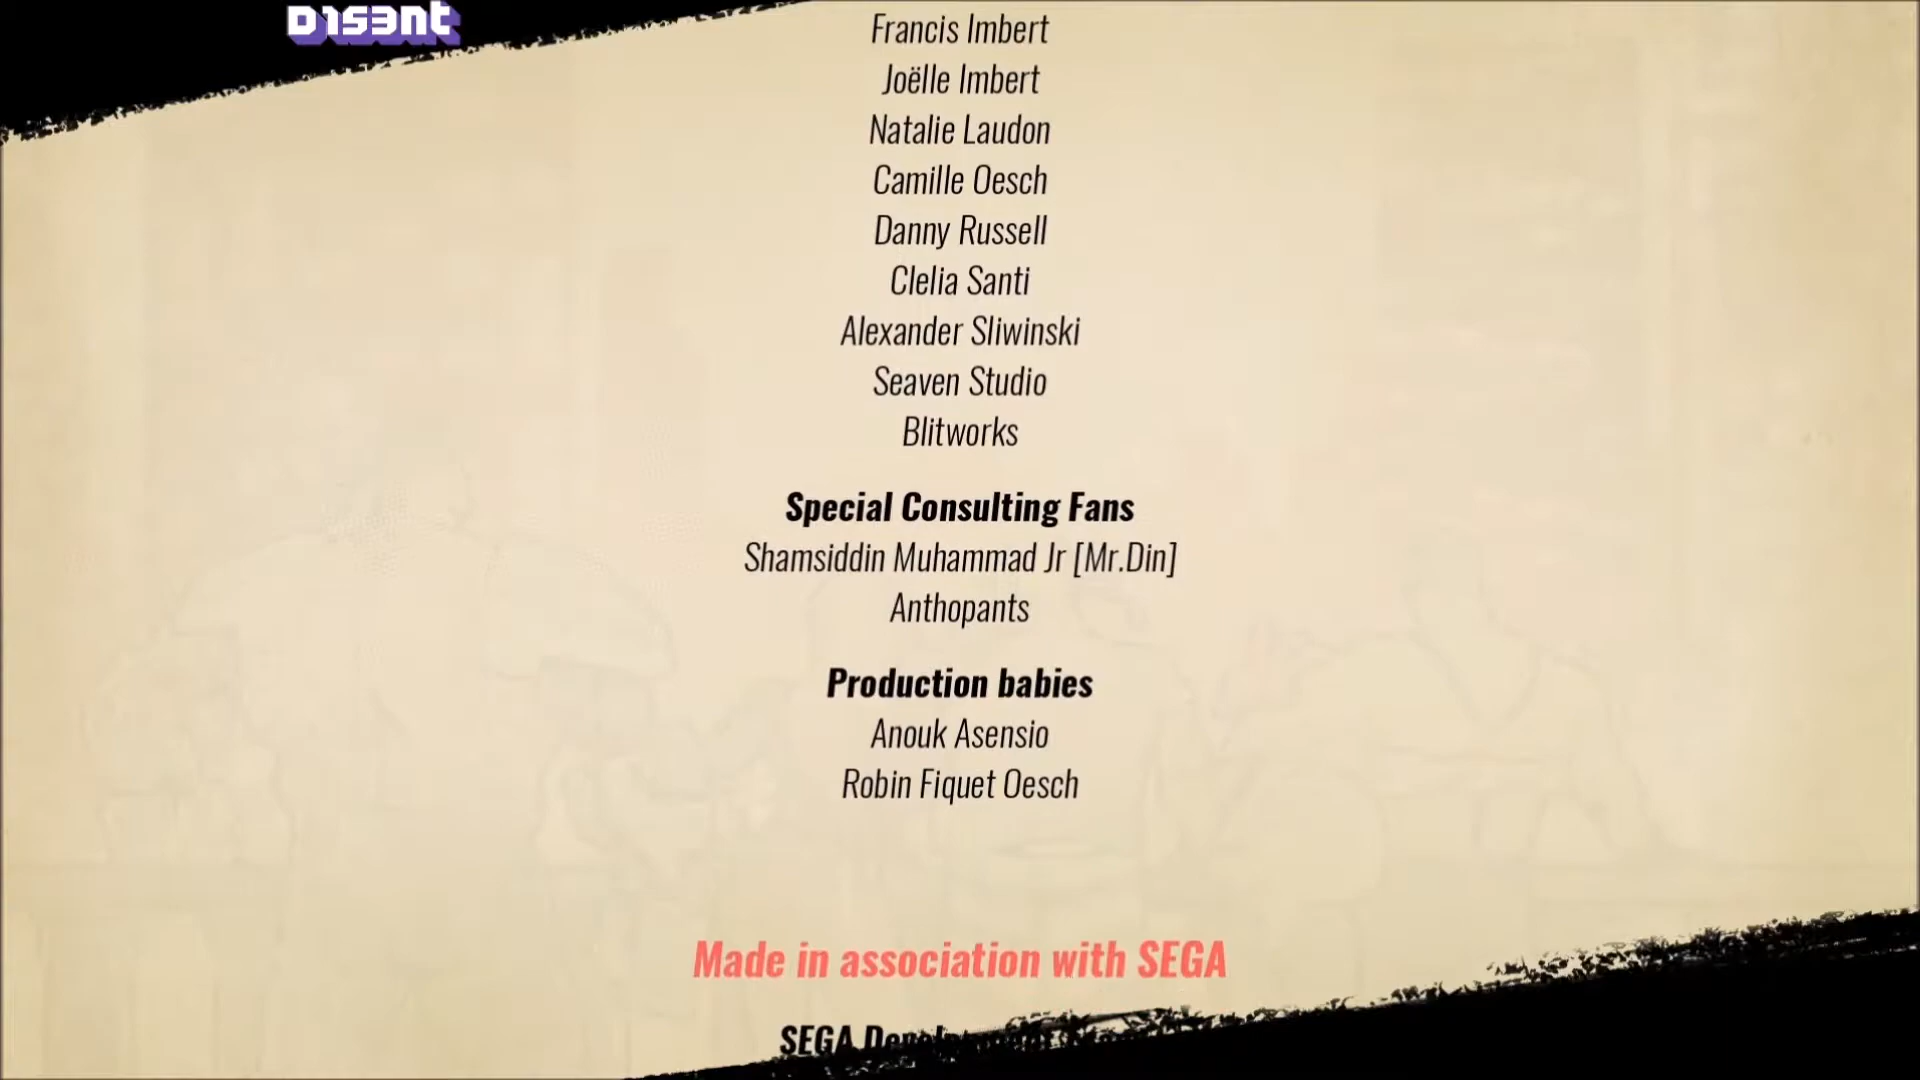 D1s3nt
Francis Imbert
Joëlle Imbert
Natalie Laudon
Camille Oesch
Danny Russell
Clelia Santi
Alexander Sliwinski
Seaven Studio
Blitworks
Special Consulting Fans
Shamsiddin Muhammad Jr [Mr.Din]
Anthopants
Production babies
Anouk Asensio
Robin Fiquet Oesch
Made in association with SEGA
SEGA